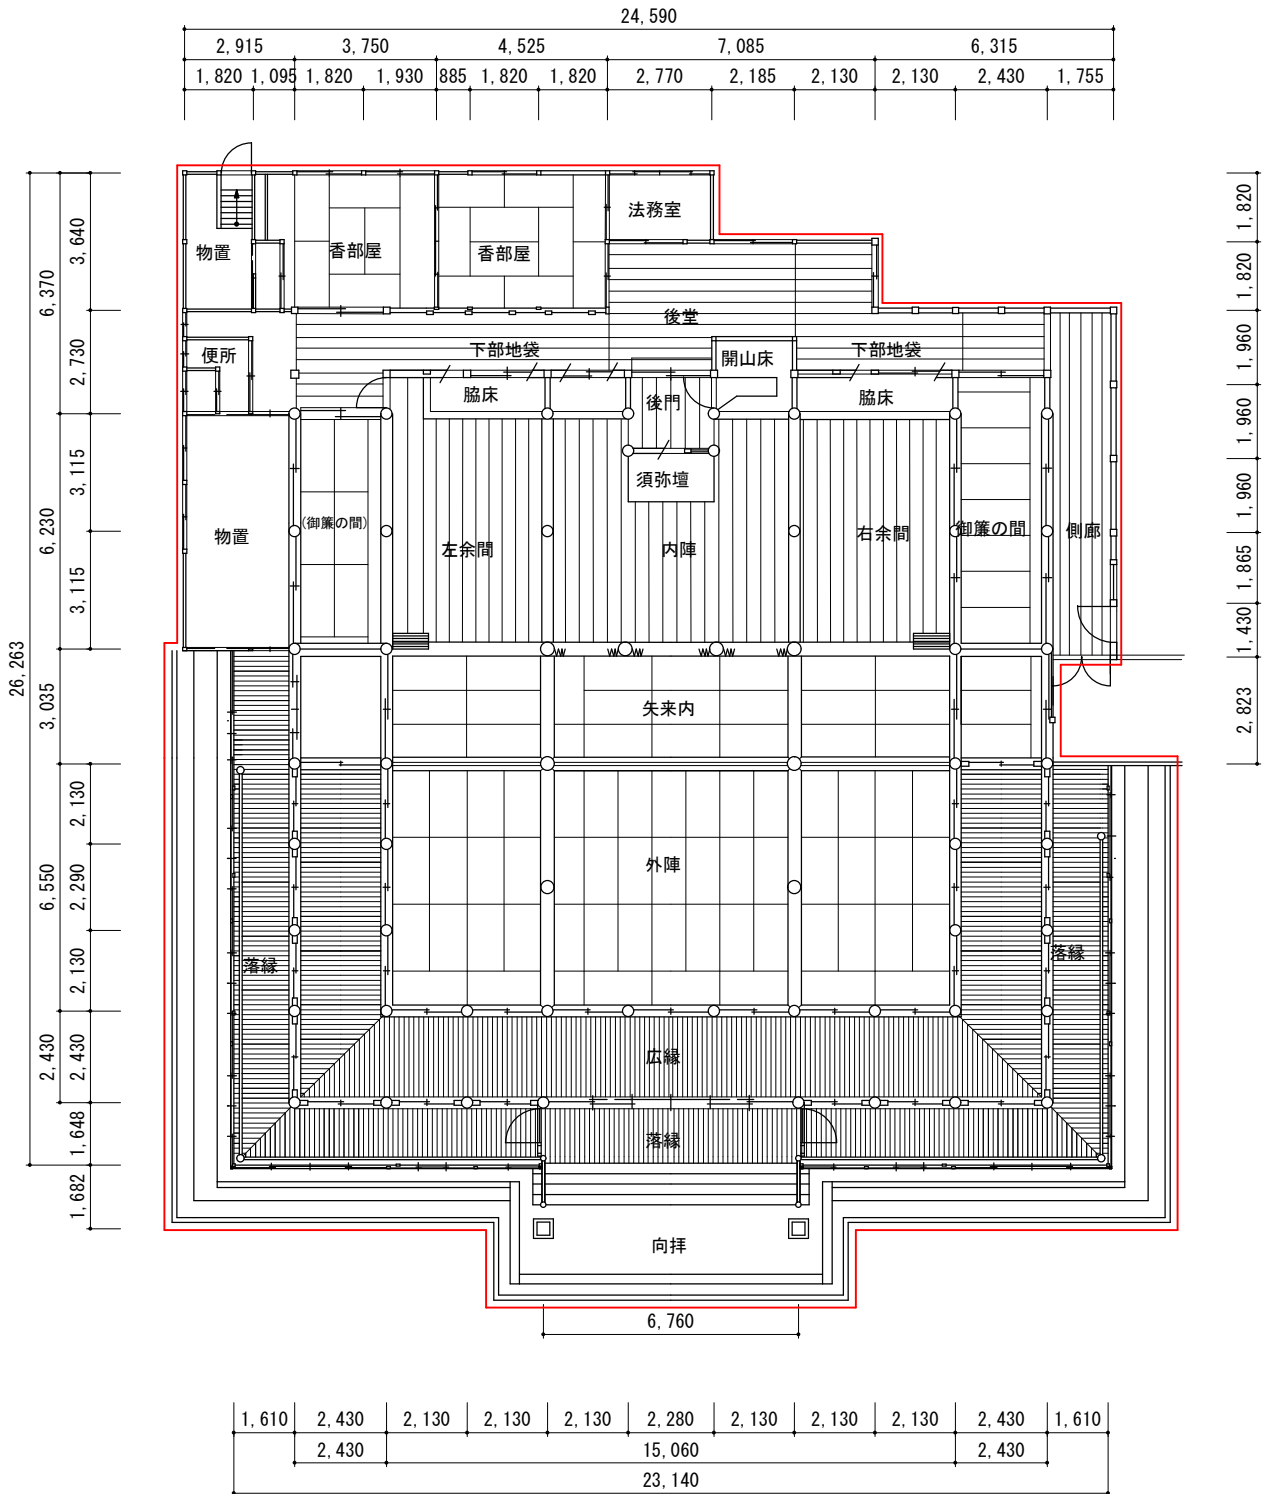 24,590
2,915 3,750 4,525 7,085 6,315
1,820 1,095 1,820 1,930 885 1,820 1,820 2,770 2,185 2,130 2,130 2,430 1,755
26,263
6,370
6,230
3,035
6,550
2,430
3,640
2,730
3,115
3,115
2,130
2,290
2,130
2,430
1,648
1,682
1,820
1,820
1,960
1,960
1,960
1,865
1,430
2,823
法務室
物置 香部屋 香部屋
後堂
便所 下部地袋 開山床 下部地袋
脇床 後門 脇床
須弥壇
物置 (御簾の間) 左余間 内陣 右余間 御簾の間 側廊
矢来内
外陣
落縁 落縁
広縁
落縁
向拝
6,760
1,610 2,430 2,130 2,130 2,130 2,280 2,130 2,130 2,130 2,430 1,610
2,430 15,060 2,430
23,140